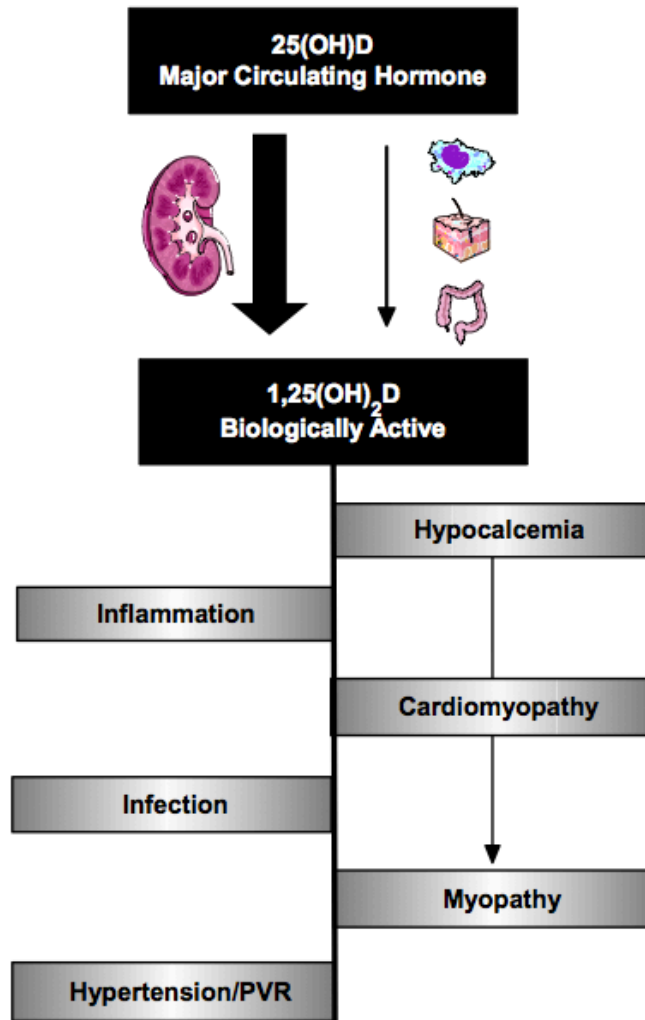 25(OH)D
Major Circulating Hormone
1,25(OH)₂D
Biologically Active
Hypocalcemia
Inflammation
Cardiomyopathy
Infection
Myopathy
Hypertension/PVR